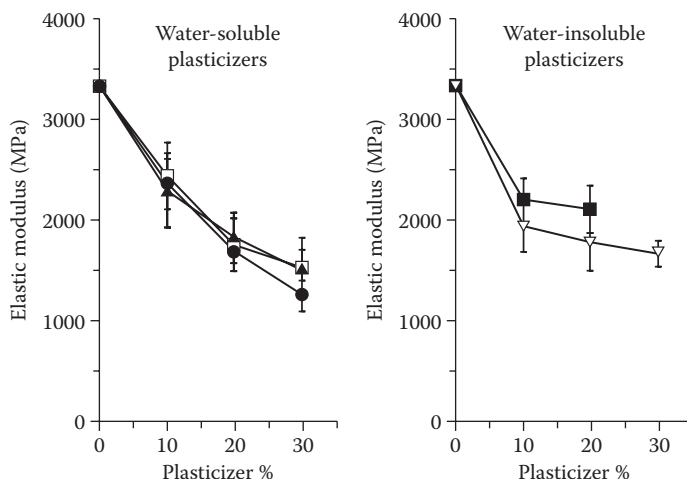 Water-soluble
plasticizers
Elastic modulus (MPa)
4000
3000
2000
1000
0
0 10 20 30
Plasticizer %
Water-insoluble
plasticizers
Elastic modulus (MPa)
4000
3000
2000
1000
0
0 10 20 30
Plasticizer %